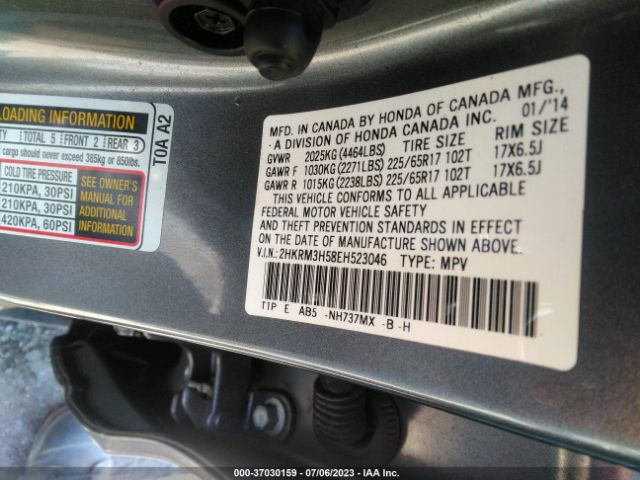 LOADING INFORMATION
TOTAL 5 FRONT 2 REAR 3
cargo should never exceed 385kg or 850lbs.
COLD TIRE PRESSURE
210KPA, 30PSI
210KPA, 30PSI
420KPA, 60PSI
SEE OWNER'S
MANUAL FOR
ADDITIONAL
INFORMATION
T0A A2
MFD. IN CANADA BY HONDA OF CANADA MFG.,
· A DIVISION OF HONDA CANADA INC. 01/'14
GVWR 2025KG(4464LBS) TIRE SIZE RIM SIZE
GAWR F 1030KG(2271LBS) 225/65R17 102T 17X6.5J
GAWR R 1015KG(2238LBS) 225/65R17 102T 17X6.5J
THIS VEHICLE CONFORMS TO ALL APPLICABLE
FEDERAL MOTOR VEHICLE SAFETY
AND THEFT PREVENTION STANDARDS IN EFFECT
ON THE DATE OF MANUFACTURE SHOWN ABOVE.
V.I.N.:2HKRM3H58EH523046 TYPE: MPV
T1P E AB5 -NH737MX -B -H
000-37030159 - 07/06/2023 - IAA Inc.